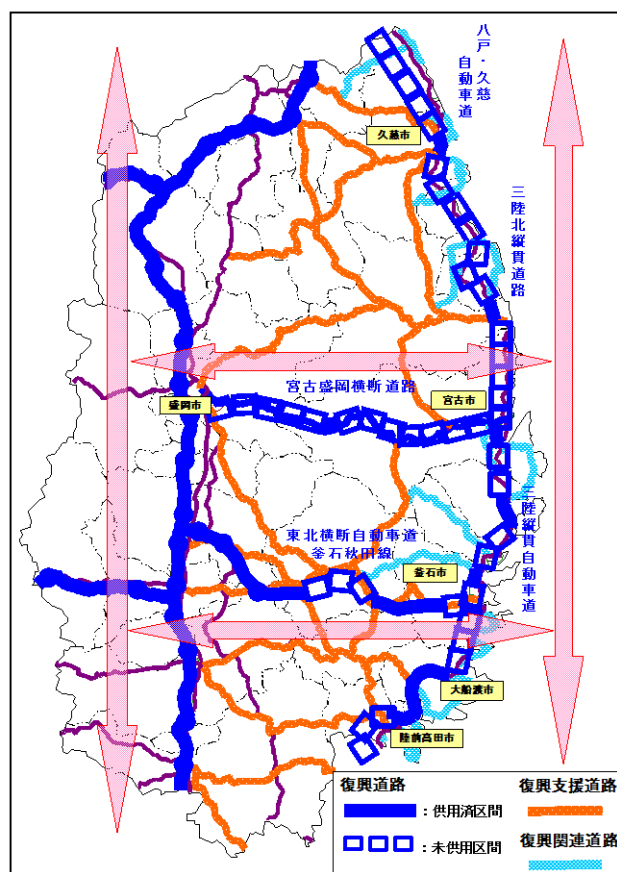 八戸・久慈
自動車道
久慈市
三陸北縦貫道路
宮古盛岡横断道路
盛岡市
宮古市
三陸縦貫自動車道
東北横断自動車道
釜石秋田線
釜石市
大船渡市
陸前高田市
復興道路
:供用済区間
:未供用区間
復興支援道路
復興関連道路